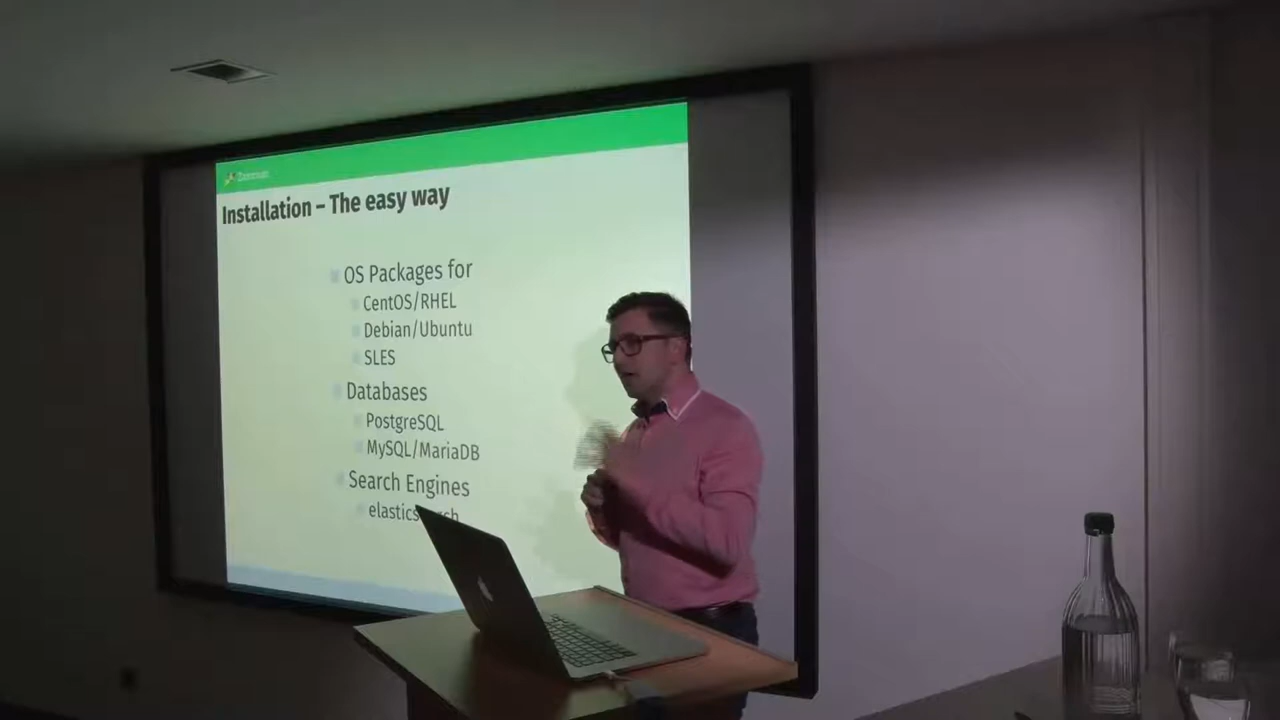 Installation – The easy way
OS Packages for
CentOS/RHEL
Debian/Ubuntu
SLES
Databases
PostgreSQL
MySQL/MariaDB
Search Engines